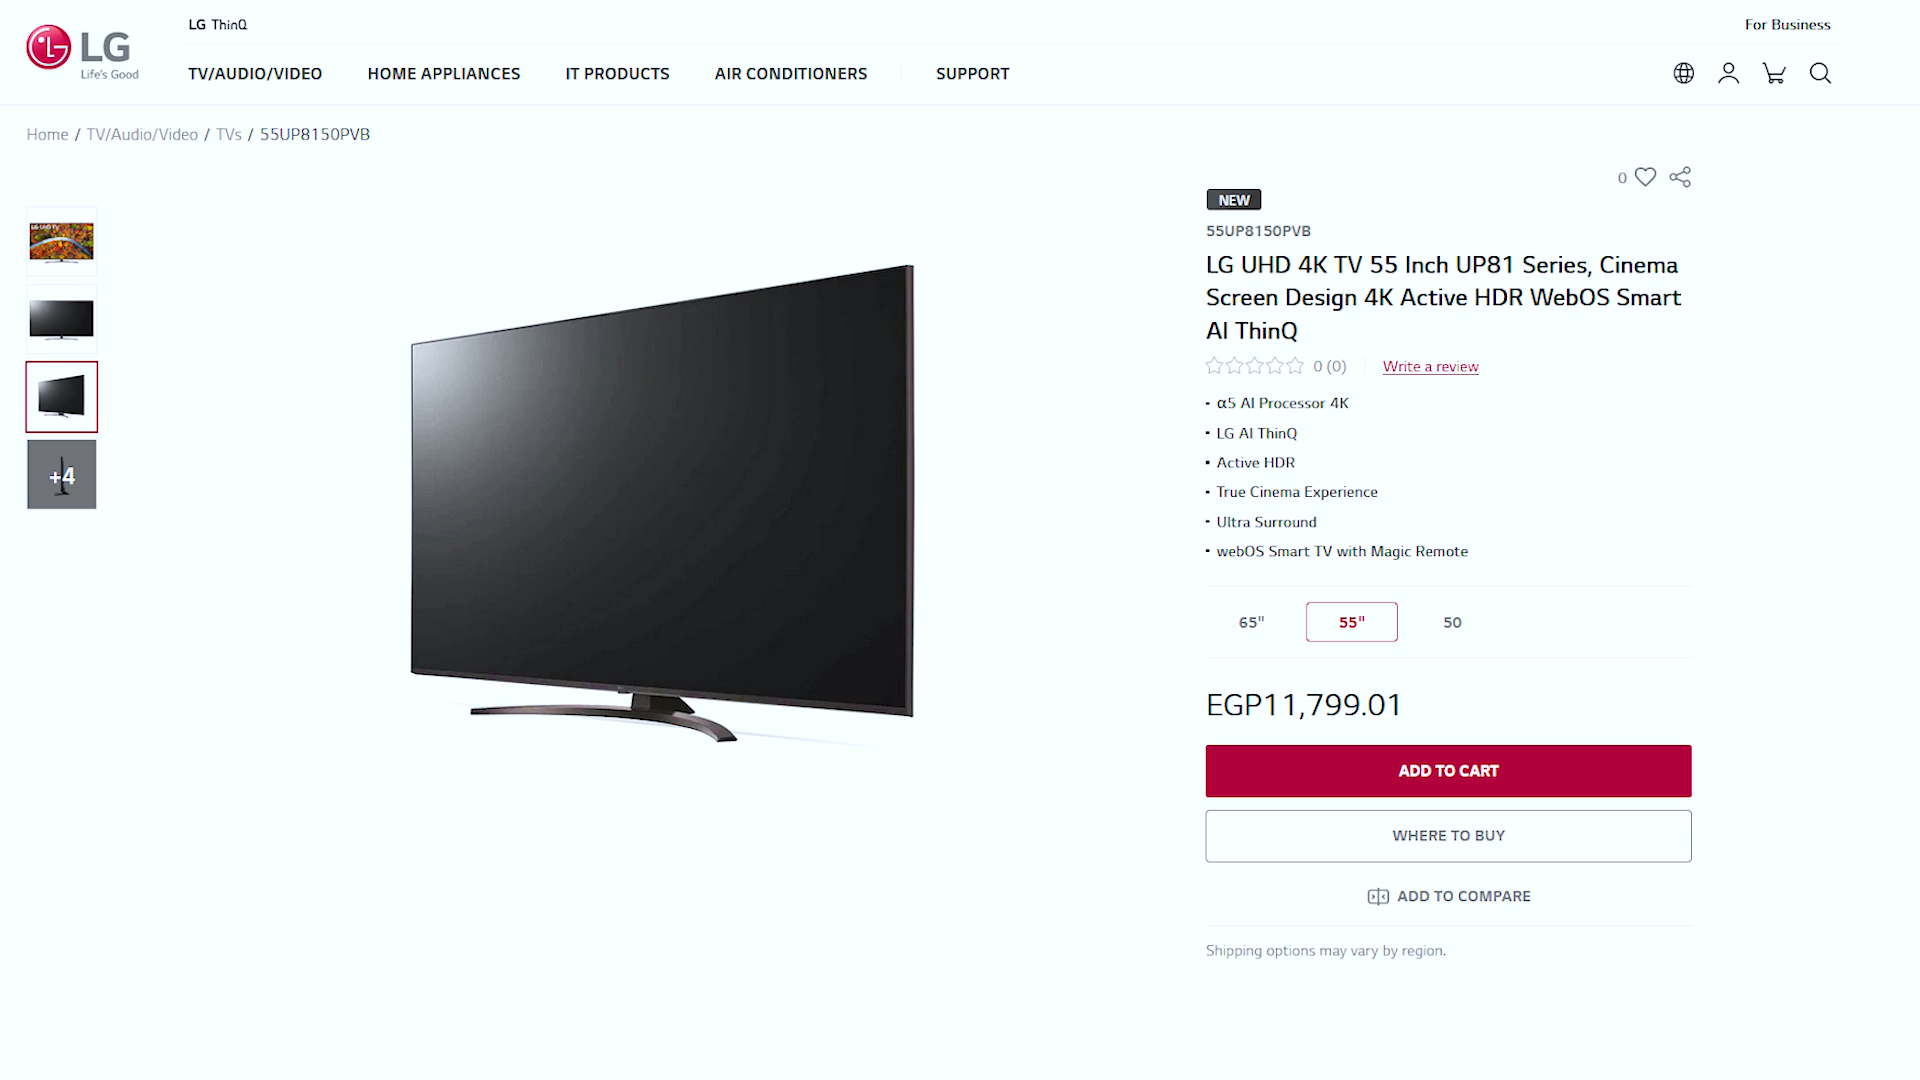 LG ThinQ
For Business
LG
Life's Good
TV/AUDIO/VIDEO HOME APPLIANCES IT PRODUCTS AIR CONDITIONERS SUPPORT
Home / TV/Audio/Video / TVs / 55UP8150PVB
0
NEW
55UP8150PVB
LG UHD 4K TV 55 Inch UP81 Series, Cinema
Screen Design 4K Active HDR WebOS Smart
AI ThinQ
0 (0) Write a review
α5 AI Processor 4K
LG AI ThinQ
Active HDR
True Cinema Experience
Ultra Surround
webOS Smart TV with Magic Remote
65" 55" 50
EGP11,799.01
ADD TO CART
WHERE TO BUY
ADD TO COMPARE
Shipping options may vary by region.
LG UHD TV
+4